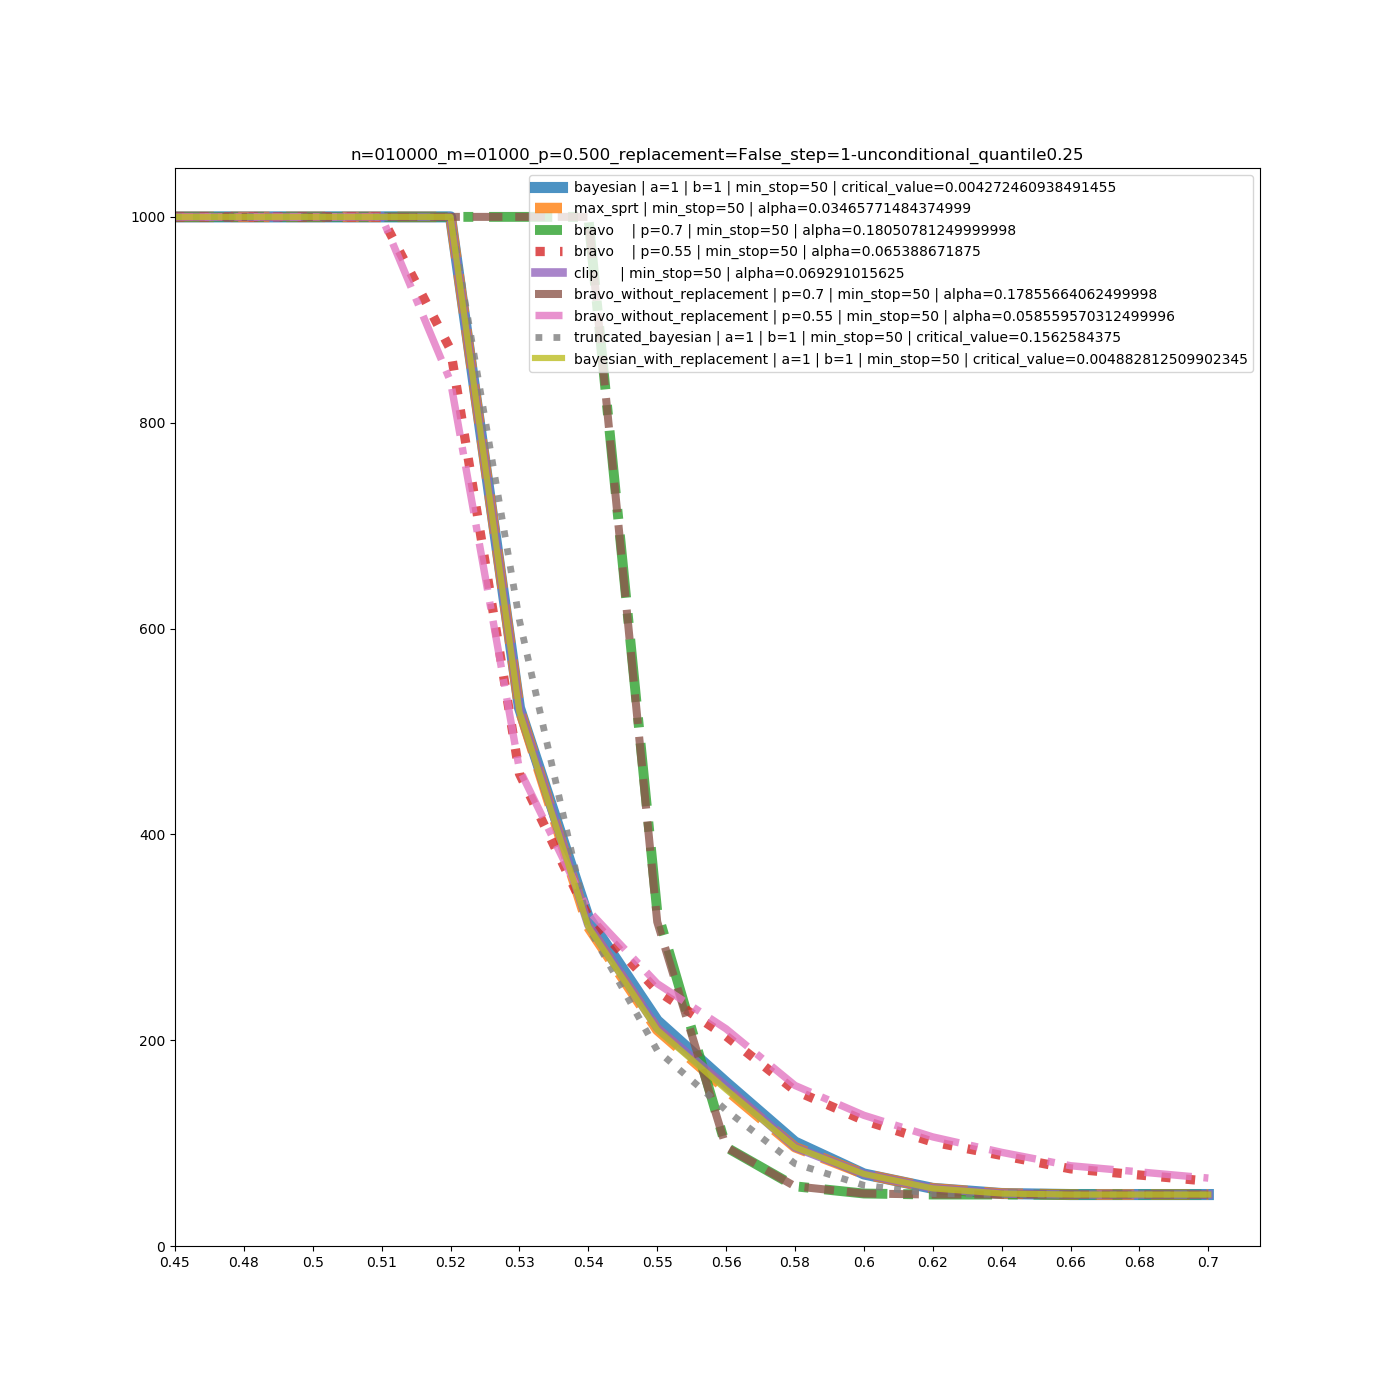 n=010000_m=01000_p=0.500_replacement=False_step=1-unconditional_quantile0.25
bayesian | a=1 | b=1 | min_stop=50 | critical_value=0.004272460938491455
max_sprt | min_stop=50 | alpha=0.03465771484374999
bravo    | p=0.7 | min_stop=50 | alpha=0.18050781249999998
bravo    | p=0.55 | min_stop=50 | alpha=0.065388671875
clip     | min_stop=50 | alpha=0.069291015625
bravo_without_replacement | p=0.7 | min_stop=50 | alpha=0.17855664062499998
bravo_without_replacement | p=0.55 | min_stop=50 | alpha=0.058559570312499996
truncated_bayesian | a=1 | b=1 | min_stop=50 | critical_value=0.1562584375
bayesian_with_replacement | a=1 | b=1 | min_stop=50 | critical_value=0.004882812509902345
1000
800
600
400
200
0
0.45 0.48 0.5 0.51 0.52 0.53 0.54 0.55 0.56 0.58 0.6 0.62 0.64 0.66 0.68 0.7